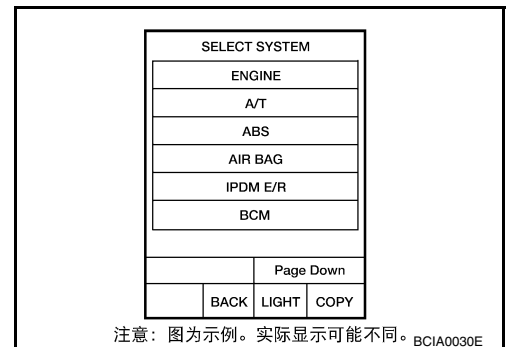 SELECT SYSTEM
ENGINE
A/T
ABS
AIR BAG
IPDM E/R
BCM
Page Down
BACK LIGHT COPY
注意：图为示例。实际显示可能不同。BCIA0030E